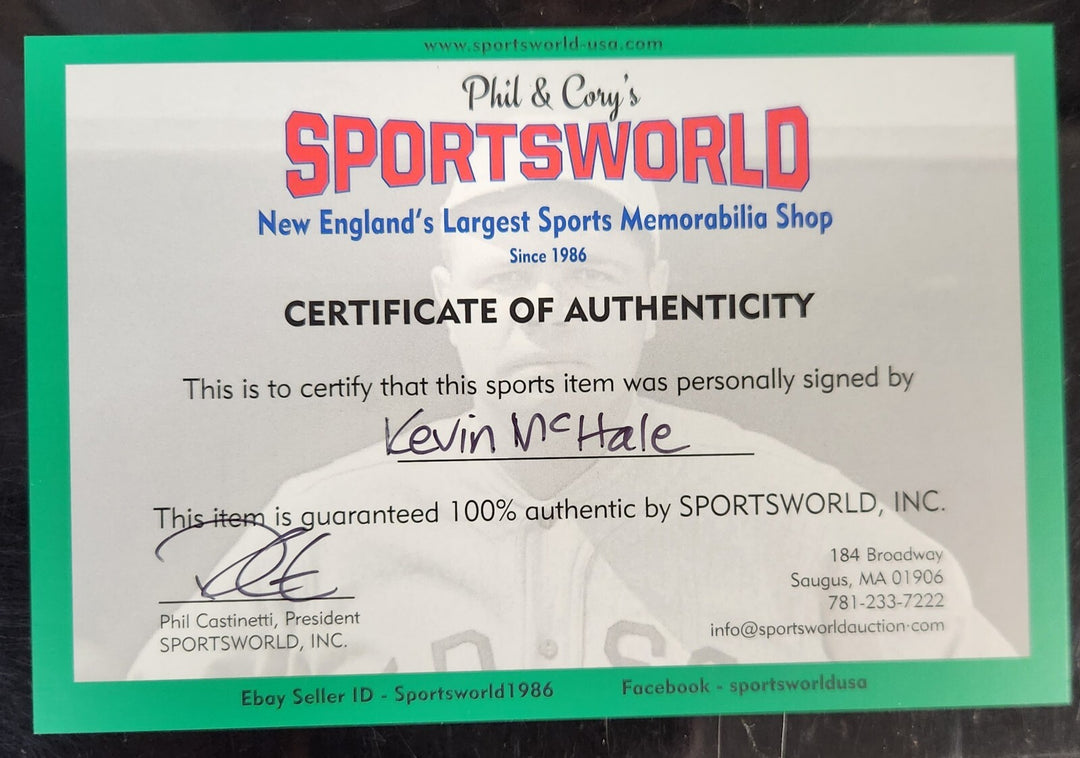 www.sportsworld-usa.com
Phil & Cory's
SPORTSWORLD
New England's Largest Sports Memorabilia Shop
Since 1986
CERTIFICATE OF AUTHENTICITY
This is to certify that this sports item was personally signed by
Kevin McHale
This item is guaranteed 100% authentic by SPORTSWORLD, INC.
184 Broadway
Saugus, MA 01906
781-233-7222
info@sportsworldauction.com
Phil Castinetti, President
SPORTSWORLD, INC.
Ebay Seller ID - Sportsworld1986
Facebook - sportsworldusa